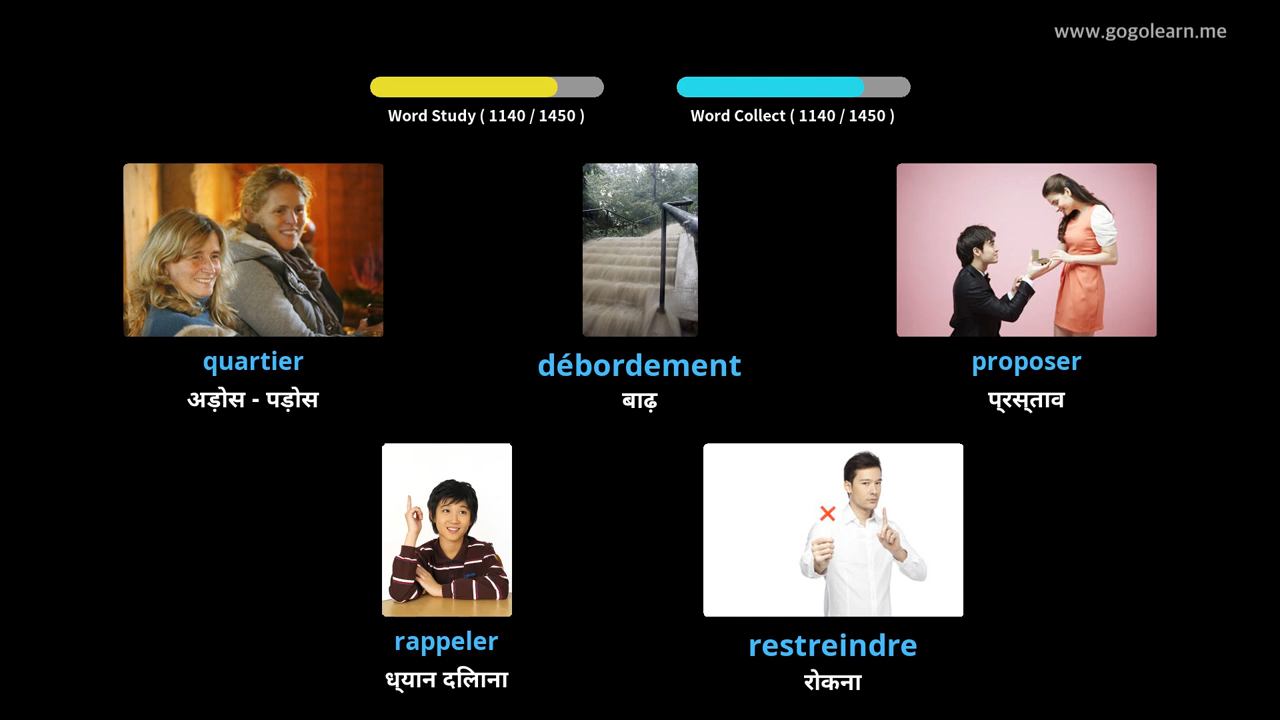 www.gogolearn.me
Word Study ( 1140 / 1450 )
Word Collect ( 1140 / 1450 )
quartier
अड़ोस - पड़ोस
débordement
बाढ़
proposer
प्रस्ताव
rappeler
ध्यान दिलाना
restreindre
रोकना